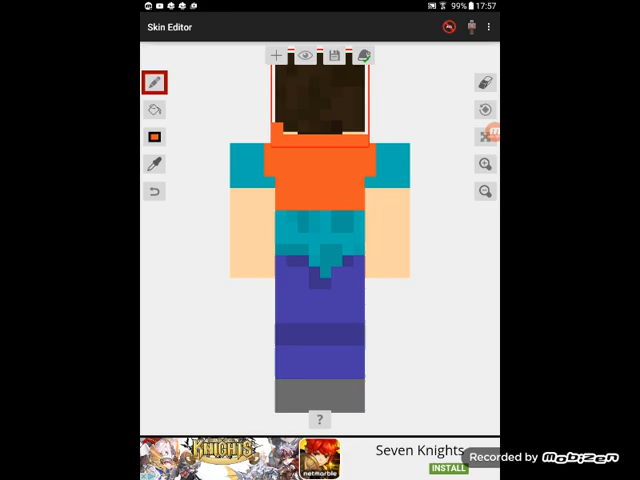 99% 17:57
Skin Editor
?
KNIGHTS
netmarble
Seven Knights
INSTALL
Recorded by MOBIZEN